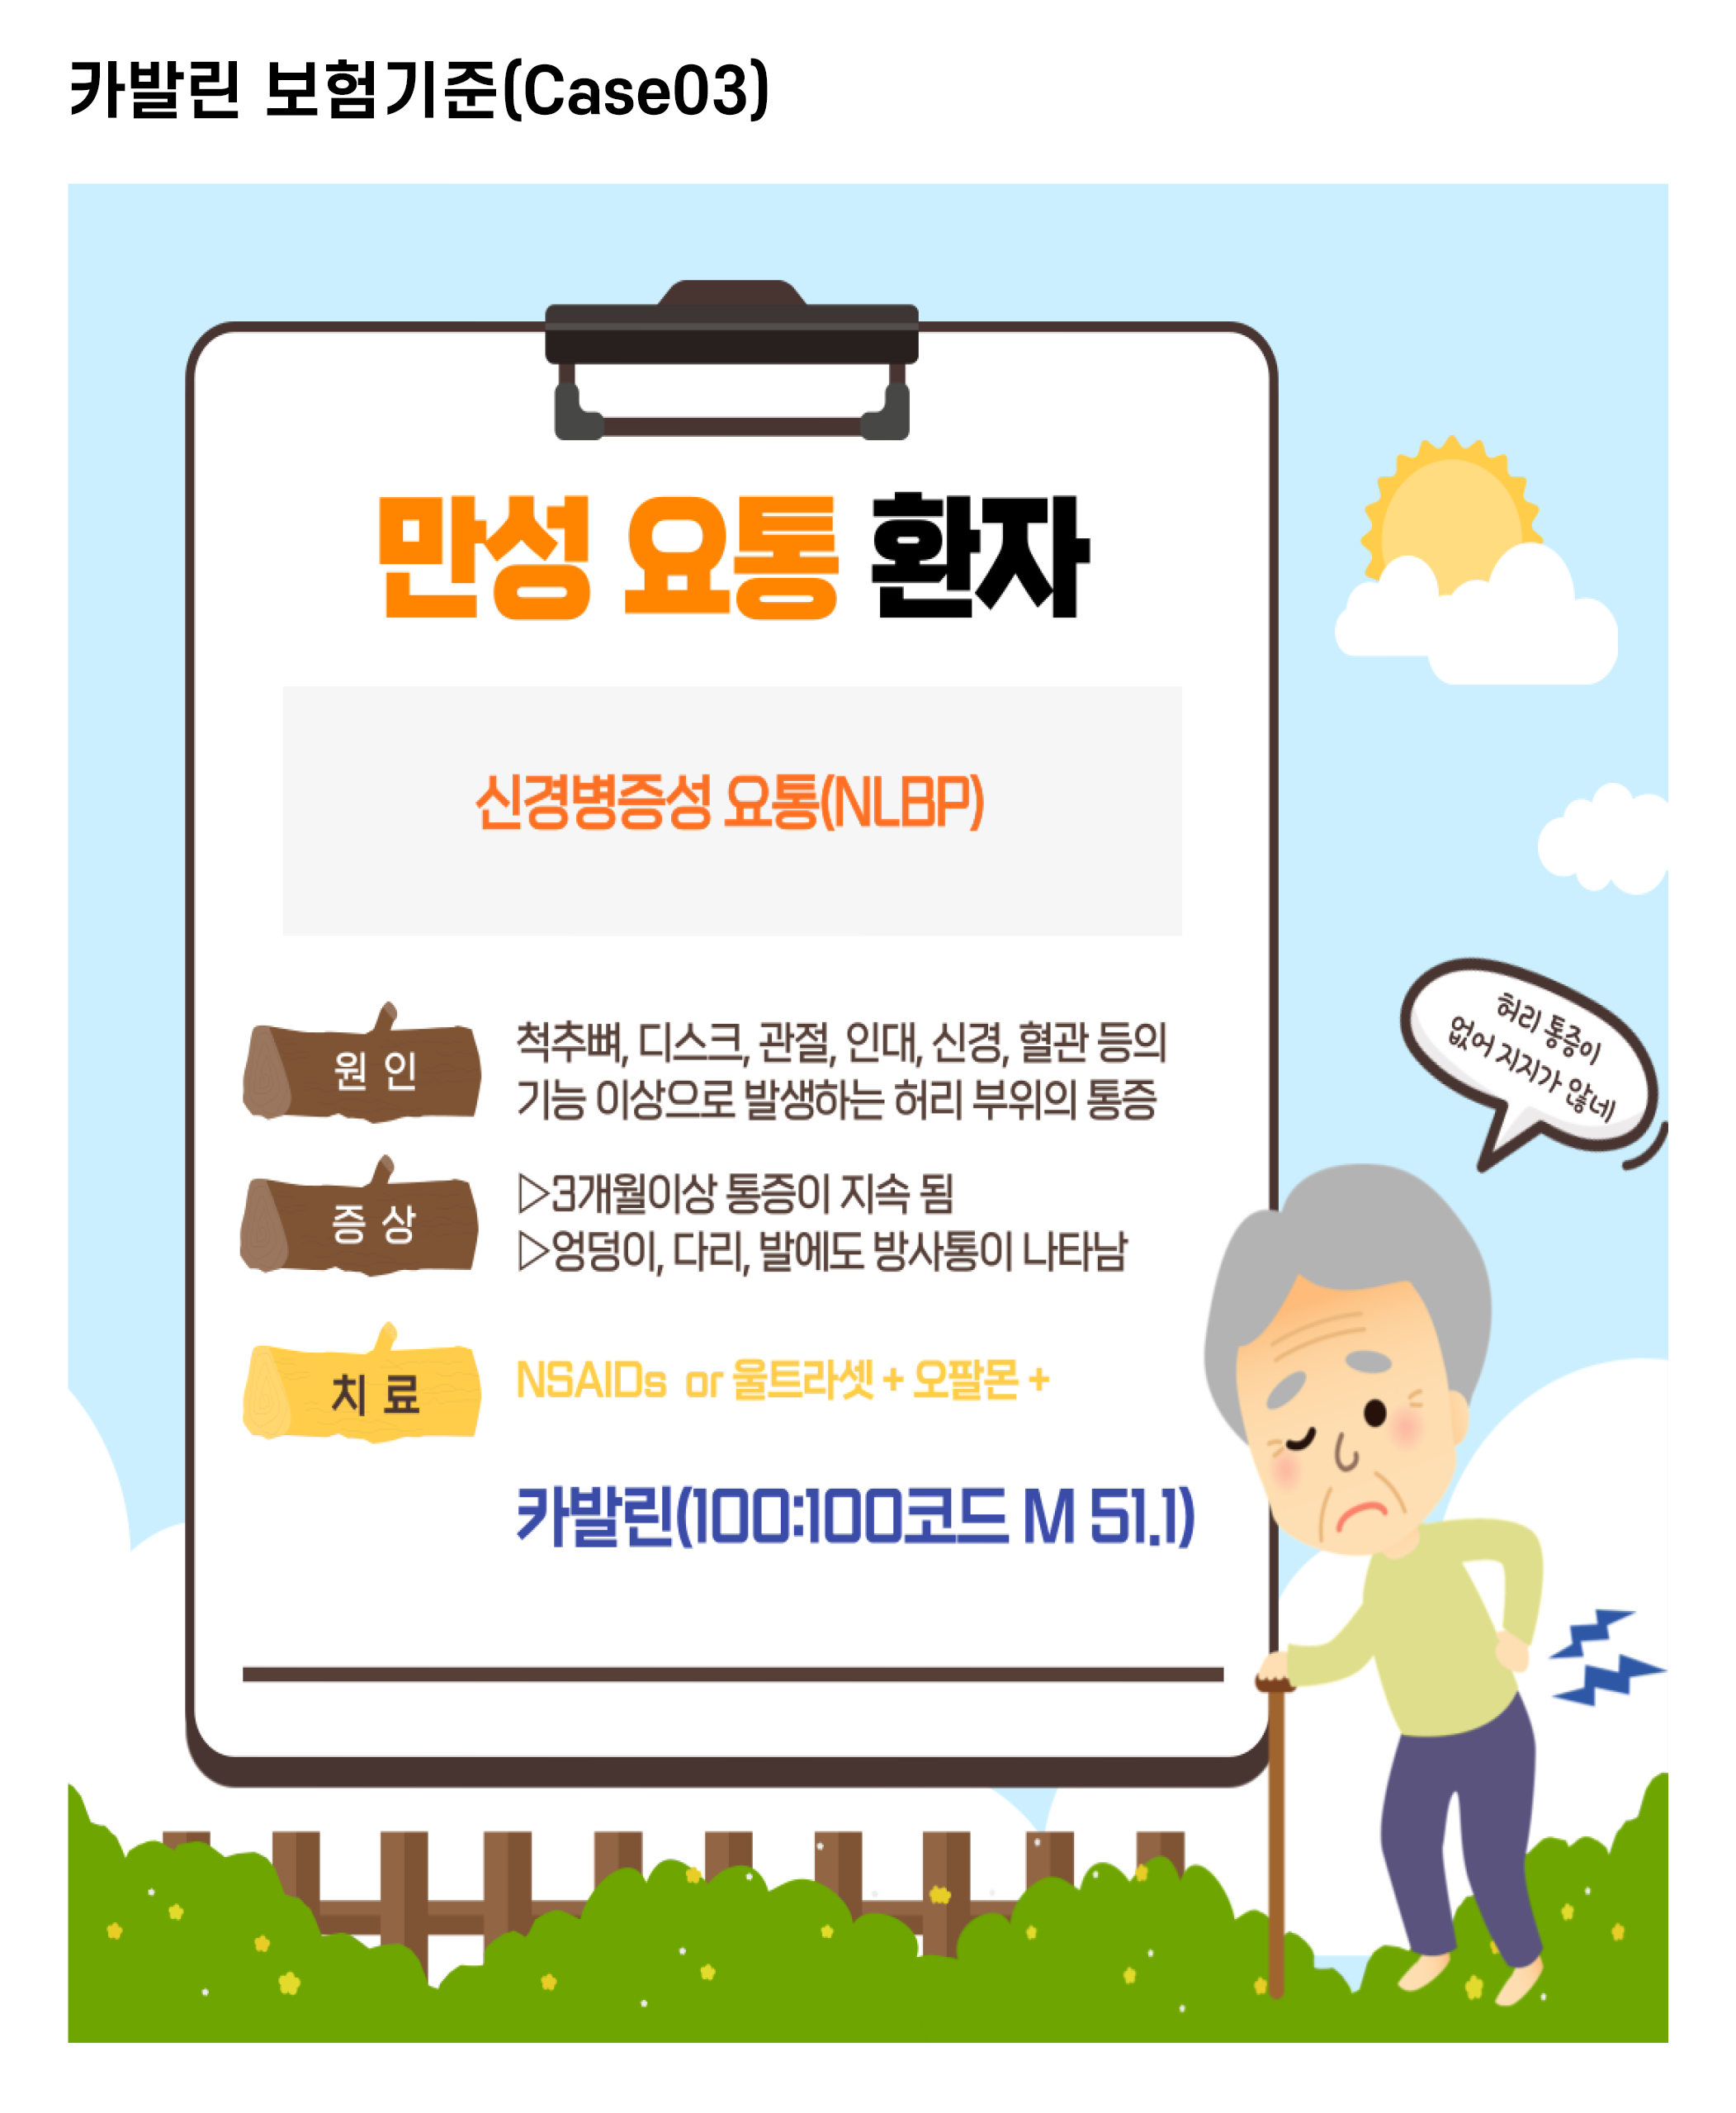 카발린 보험기준(Case03)
만성 요통 환자
신경병증성 요통(NLBP)
원 인
척추뼈, 디스크, 관절, 인대, 신경, 혈관 등의
기능 이상으로 발생하는 허리 부위의 통증
증 상
▷3개월이상 통증이 지속 됨
▷엉덩이, 다리, 발에도 방사통이 나타남
치 료
NSAIDs or 울트라셋 + 오팔몬 +
카발린(100:100코드 M 51.1)
허리 통증이
없어 지지가 않네